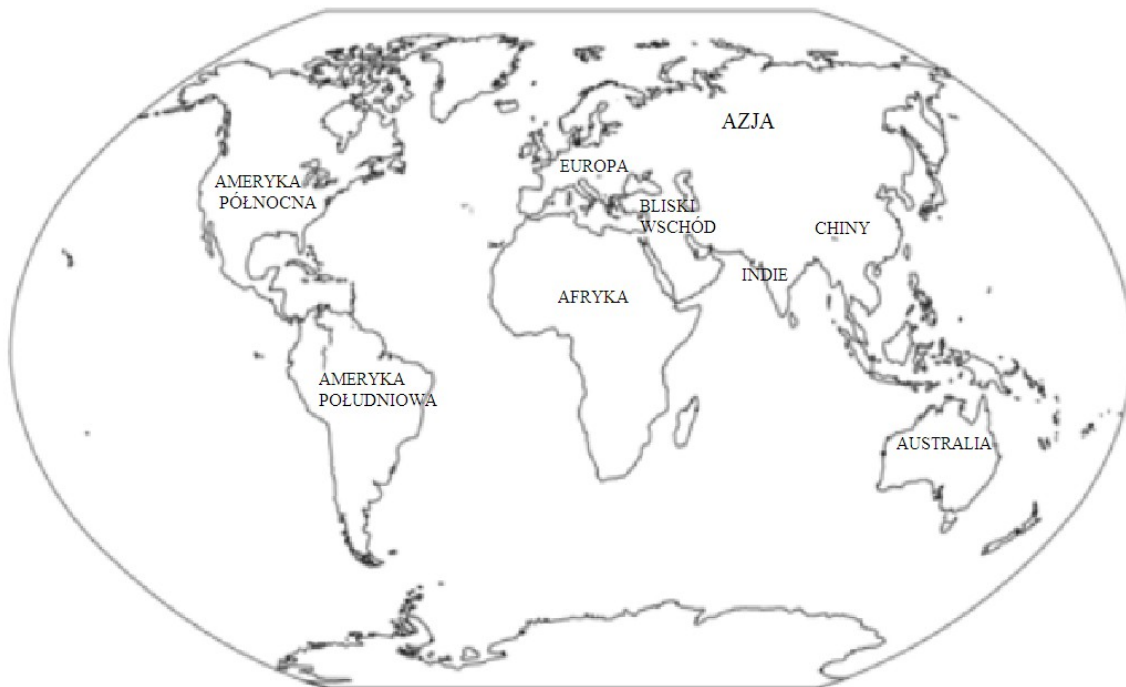 AZJA
EUROPA
AMERYKA
PÓŁNOCNA
BLISKI
WSCHÓD
CHINY
INDIE
AFRYKA
AMERYKA
POŁUDNIOWA
AUSTRALIA